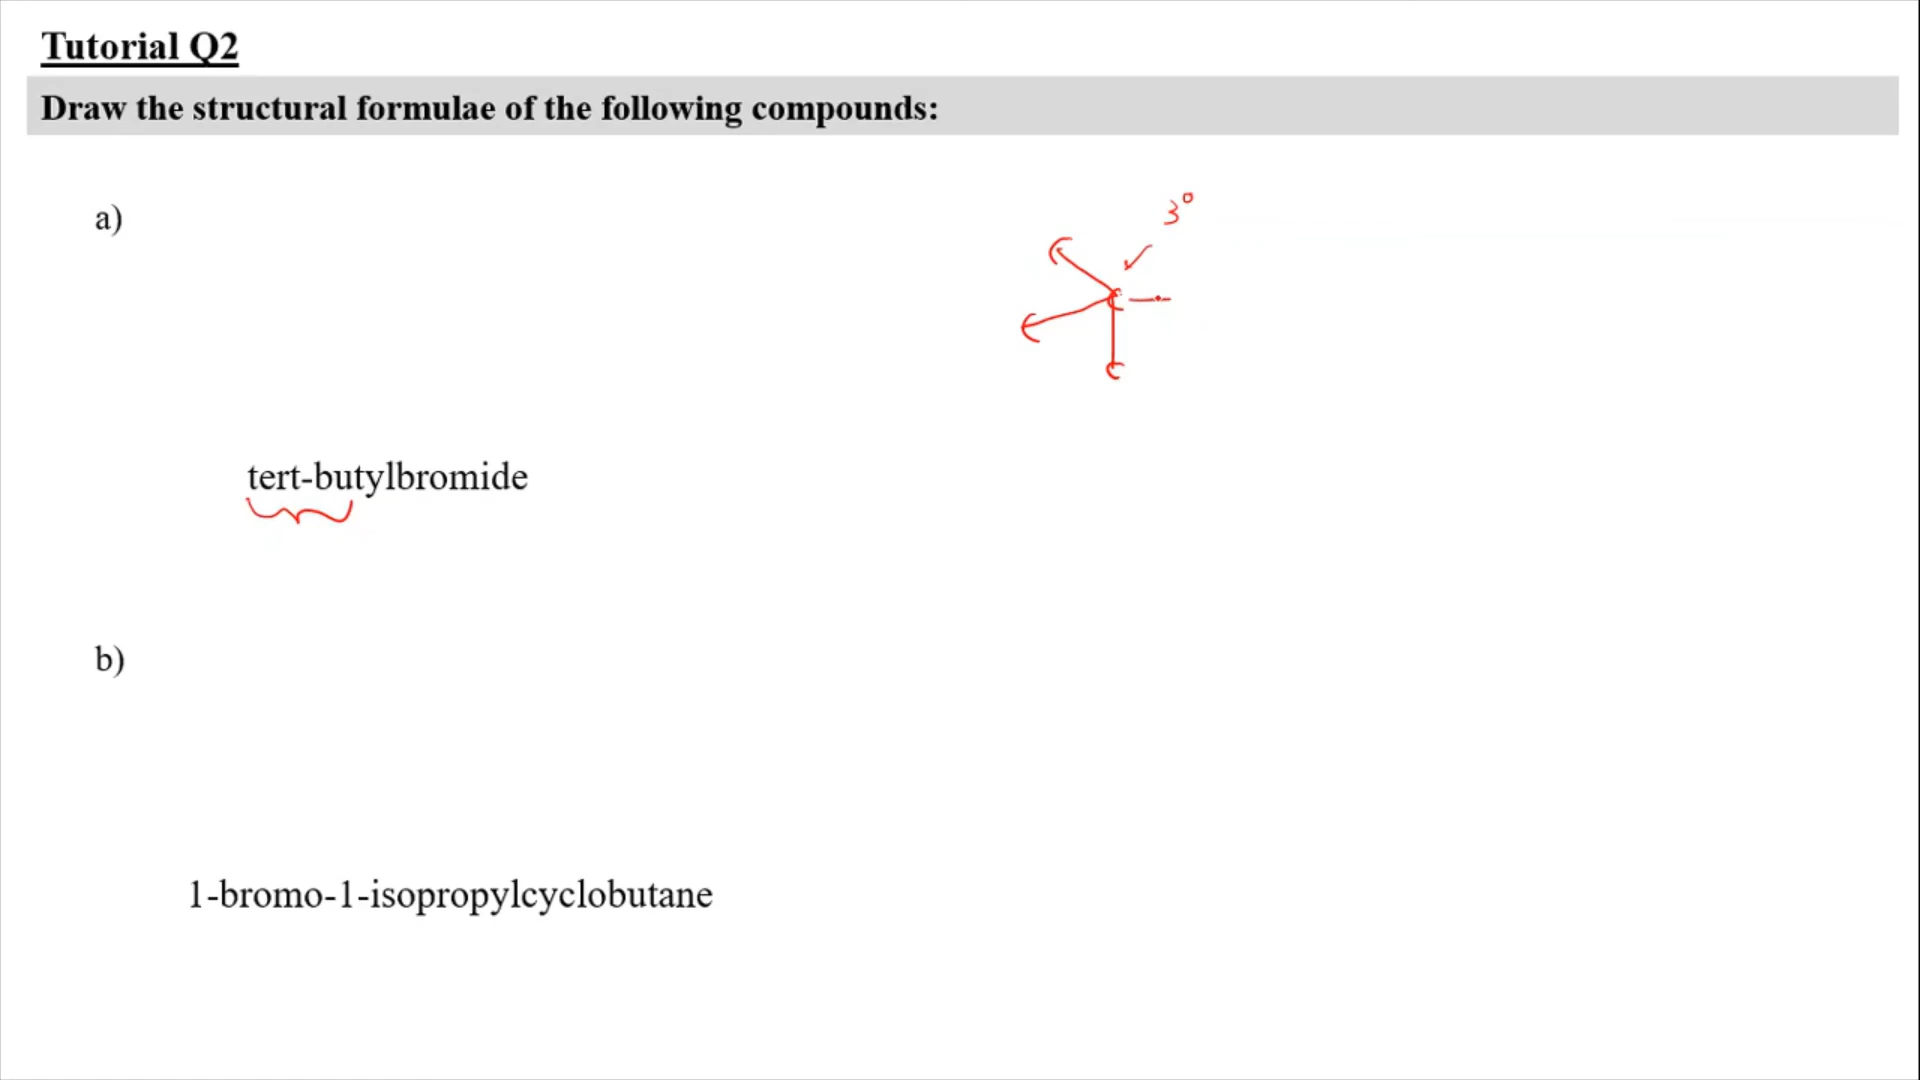 Tutorial Q2
Draw the structural formulae of the following compounds:
a)
3°
C
C
C
C
tert-butylbromide
b)
1-bromo-1-isopropylcyclobutane